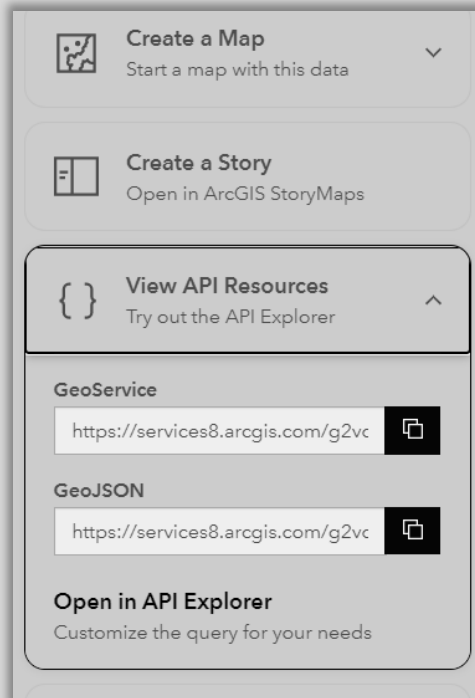 Create a Map
Start a map with this data
Create a Story
Open in ArcGIS StoryMaps
{ } View API Resources
Try out the API Explorer
GeoService
https://services8.arcgis.com/g2vc
GeoJSON
https://services8.arcgis.com/g2vc
Open in API Explorer
Customize the query for your needs